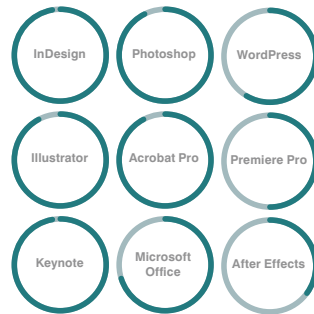 InDesign
Photoshop
WordPress
Illustrator
Acrobat Pro
Premiere Pro
Keynote
Microsoft
Office
After Effects